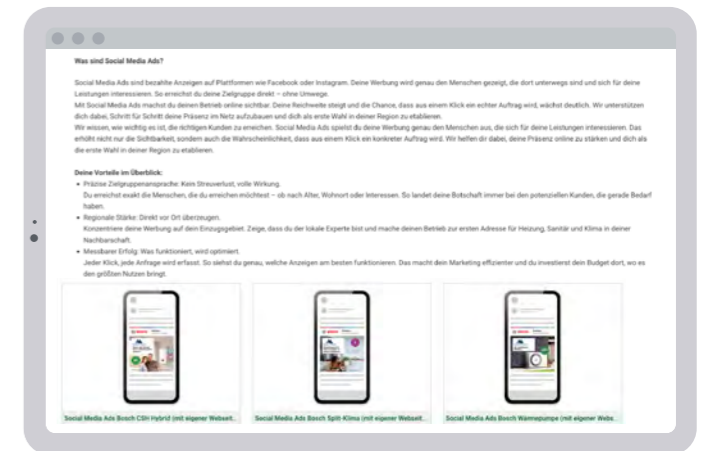 Was sind Social Media Ads?
Social Media Ads sind bezahlte Anzeigen auf Plattformen wie Facebook oder Instagram. Deine Werbung wird genau den Menschen gezeigt, die dort unterwegs sind und sich für deine
Leistungen interessieren. So erreichst du deine Zielgruppe direkt – ohne Umwege.
Mit Social Media Ads machst du deinen Betrieb online sichtbar: Deine Reichweite steigt und die Chance, dass aus einem Klick ein echter Auftrag wird, wächst deutlich. Wir unterstützen
dich dabei, Schritt für Schritt deine Präsenz im Netz aufzubauen und dich als erste Wahl in deiner Region zu etablieren.
Wir wissen, wie wichtig es ist, die richtigen Kunden zu erreichen. Social Media Ads spielst du deine Werbung genau den Menschen aus, die sich für deine Leistungen interessieren. Das
erhöht nicht nur die Sichtbarkeit, sondern auch die Wahrscheinlichkeit, dass aus einem Klick ein konkreter Auftrag wird. Wir helfen dir dabei, deine Präsenz online zu stärken und dich als
die erste Wahl in deiner Region zu etablieren.
Deine Vorteile im Überblick:
• Präzise Zielgruppenansprache: Kein Streuverlust, volle Wirkung.
Du erreichst exakt die Menschen, die du erreichen möchtest – ob nach Alter, Wohnort oder Interessen. So landet deine Botschaft immer bei den potenziellen Kunden, die gerade Bedarf
haben.
• Regionale Stärke: Direkt vor Ort überzeugen.
Konzentriere deine Werbung auf dein Einzugsgebiet. Zeige, dass du der lokale Experte bist und mache deinen Betrieb zur ersten Adresse für Heizung, Sanitär und Klima in deiner
Nachbarschaft.
• Messbarer Erfolg: Was funktioniert, wird optimiert.
Jeder Klick, jede Anfrage wird erfasst. So siehst du genau, welche Anzeigen am besten funktionieren. Das macht dein Marketing effizienter und du investierst dein Budget dort, wo es
den größten Nutzen bringt.
BOSCH
BOSCH
BOSCH
Social Media Ads Bosch CSH Hybrid (mit eigener Webseit...
Social Media Ads Bosch Split-Klima (mit eigener Webseit...
Social Media Ads Bosch Wärmepumpe (mit eigener Webs...